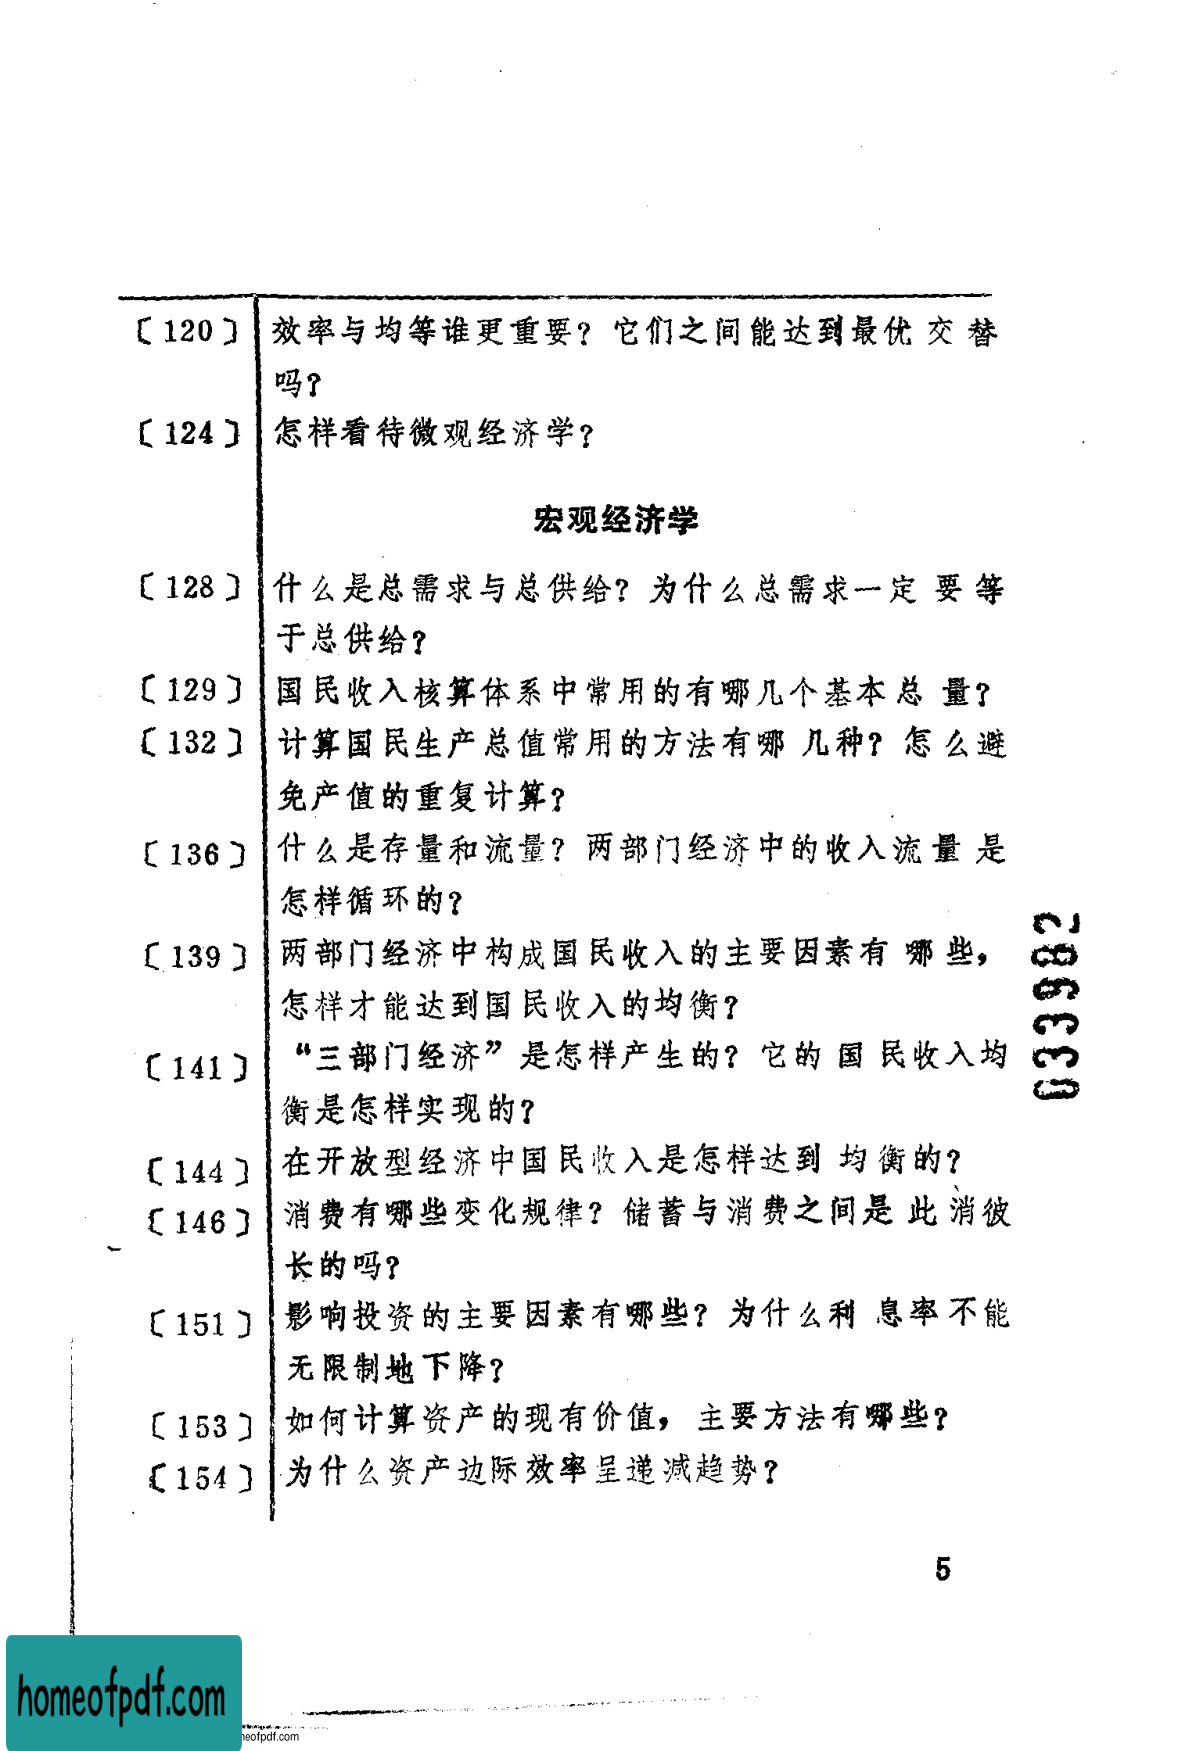 〔120〕 效率与均等谁更重要？它们之间能达到最优交替
吗？
〔124〕 怎样看待微观经济学？
宏观经济学
〔128〕 什么是总需求与总供给？为什么总需求一定要等
于总供给？
〔129〕 国民收入核算体系中常用的有哪几个基本总量？
〔132〕 计算国民生产总值常用的方法有哪几种？怎么避
免产值的重复计算？
〔136〕 什么是存量和流量？两部门经济中的收入流量是
怎样循环的？
〔139〕 两部门经济中构成国民收入的主要因素有哪些，
怎样才能达到国民收入的均衡？
〔141〕 “三部门经济”是怎样产生的？它的国民收入均
衡是怎样实现的？
〔144〕 在开放型经济中国民收入是怎样达到均衡的？
〔146〕 消费有哪些变化规律？储蓄与消费之间是此消彼
长的吗？
〔151〕 影响投资的主要因素有哪些？为什么利息率不能
无限制地下降？
〔153〕 如何计算资产的现有价值，主要方法有哪些？
〔154〕 为什么资产边际效率呈递减趋势？
033982
5
homeofpdf.com
neofpdf.com